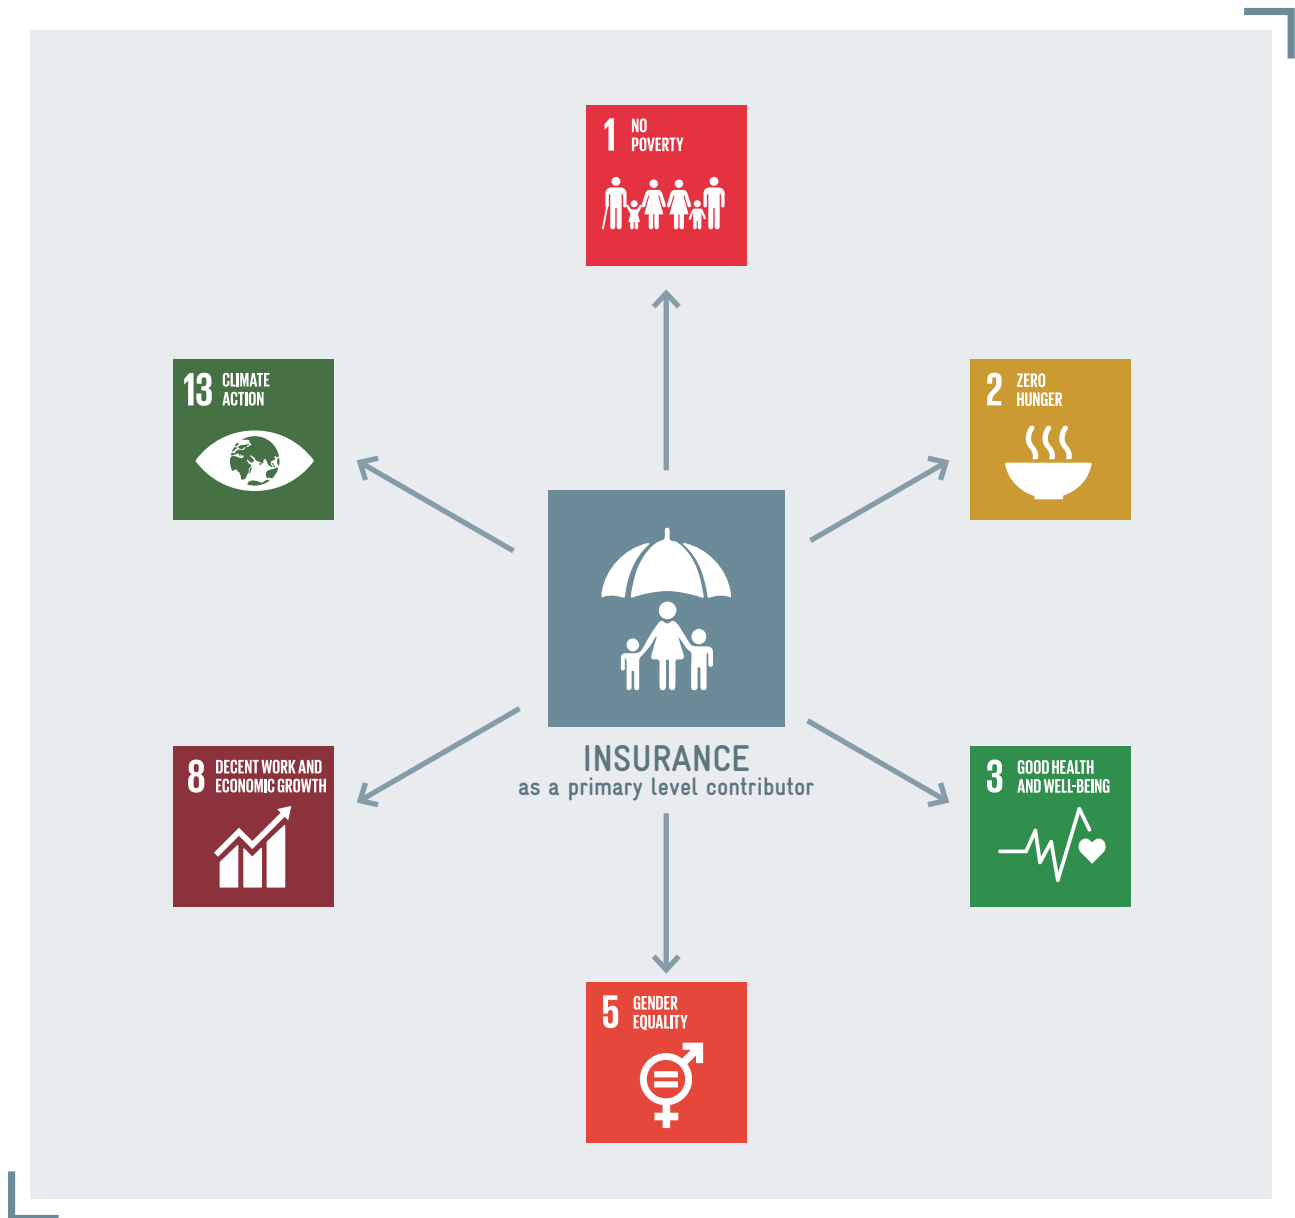 1 NO
POVERTY
13 CLIMATE
ACTION
2 ZERO
HUNGER
INSURANCE
as a primary level contributor
8 DECENT WORK AND
ECONOMIC GROWTH
3 GOOD HEALTH
AND WELL-BEING
5 GENDER
EQUALITY